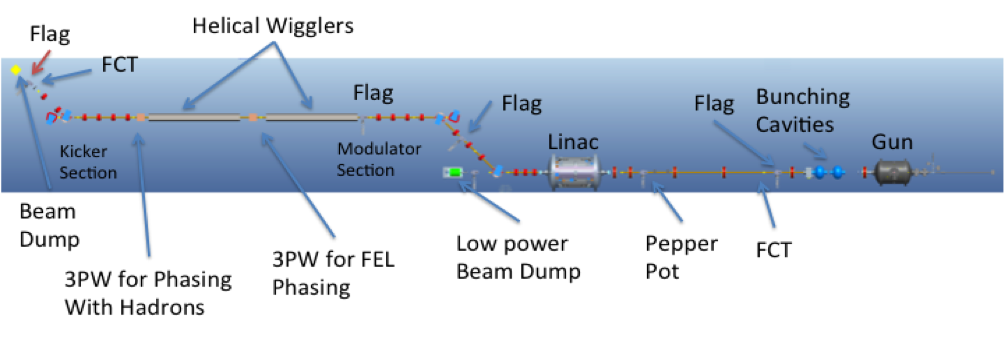 Helical Wigglers
Flag
FCT
Flag
Flag
Flag
Bunching
Cavities
Linac
Gun
Kicker
Section
Modulator
Section
Beam
Dump
3PW for Phasing
With Hadrons
3PW for FEL
Phasing
Low power
Beam Dump
Pepper
Pot
FCT